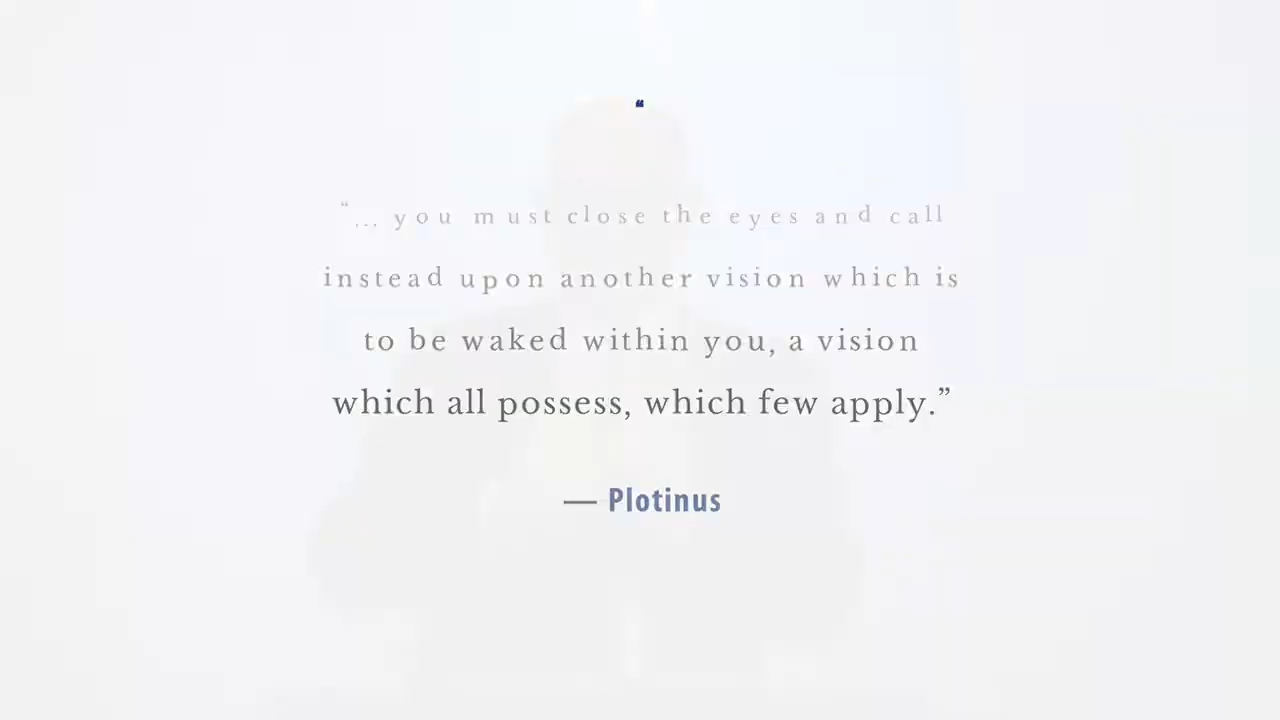 ❝
“... you must close the eyes and call
instead upon another vision which is
to be waked within you, a vision
which all possess, which few apply.”
— Plotinus